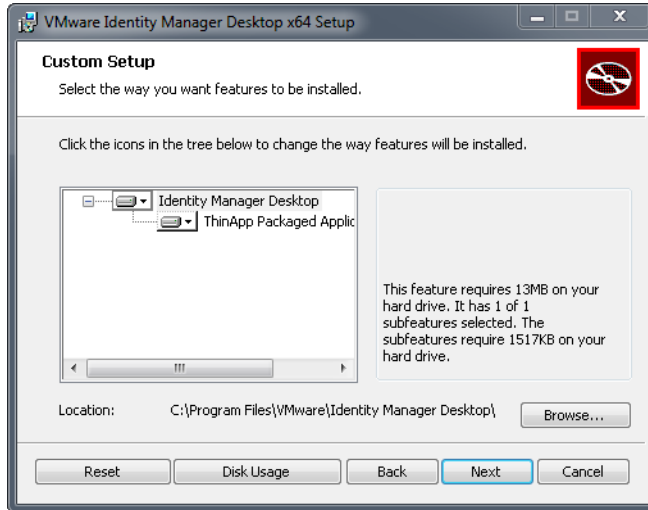 VMware Identity Manager Desktop x64 Setup
Custom Setup
Select the way you want features to be installed.
Click the icons in the tree below to change the way features will be installed.
Identity Manager Desktop
ThinApp Packaged Applic
This feature requires 13MB on your
hard drive. It has 1 of 1
subfeatures selected. The
subfeatures require 1517KB on your
hard drive.
Location: C:\Program Files\VMware\Identity Manager Desktop\ Browse...
Reset Disk Usage Back Next Cancel